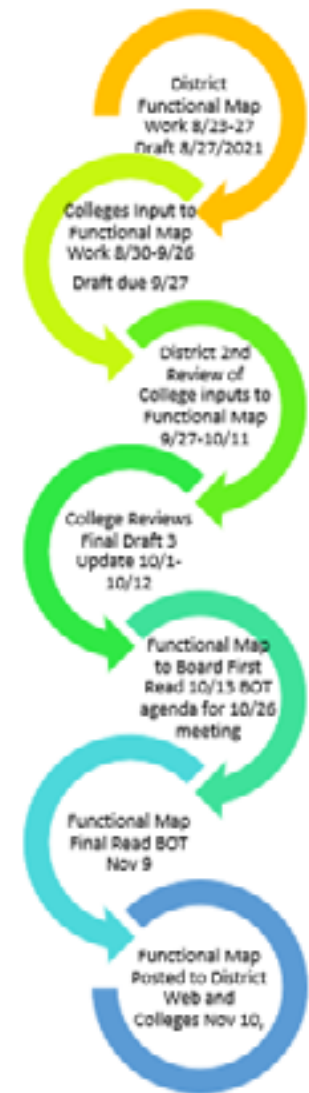 District
Functional Map
Work 8/23-27
Draft 8/27/2021
Colleges Input to
Functional Map
Work 8/30-9/26
Draft due 9/27
District 2nd
Review of
College inputs to
Functional Map
9/27-10/11
College Reviews
Final Draft 3
Update 10/1-
10/12
Functional Map
to Board First
Read 10/13 BOT
agenda for 10/26
meeting
Functional Map
Final Read BOT
Nov 9
Functional Map
Posted to District
Web and
Colleges Nov 10,